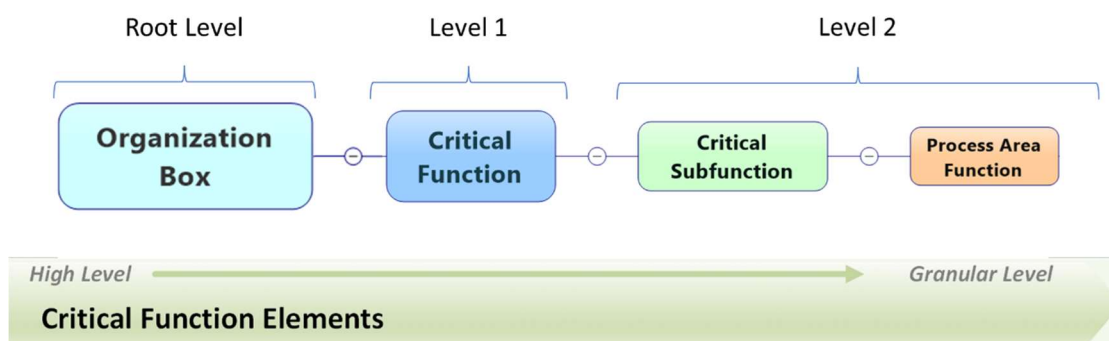 Root Level
Level 1
Level 2
Organization
Box
Critical
Function
Critical
Subfunction
Process Area
Function
High Level
Granular Level
Critical Function Elements